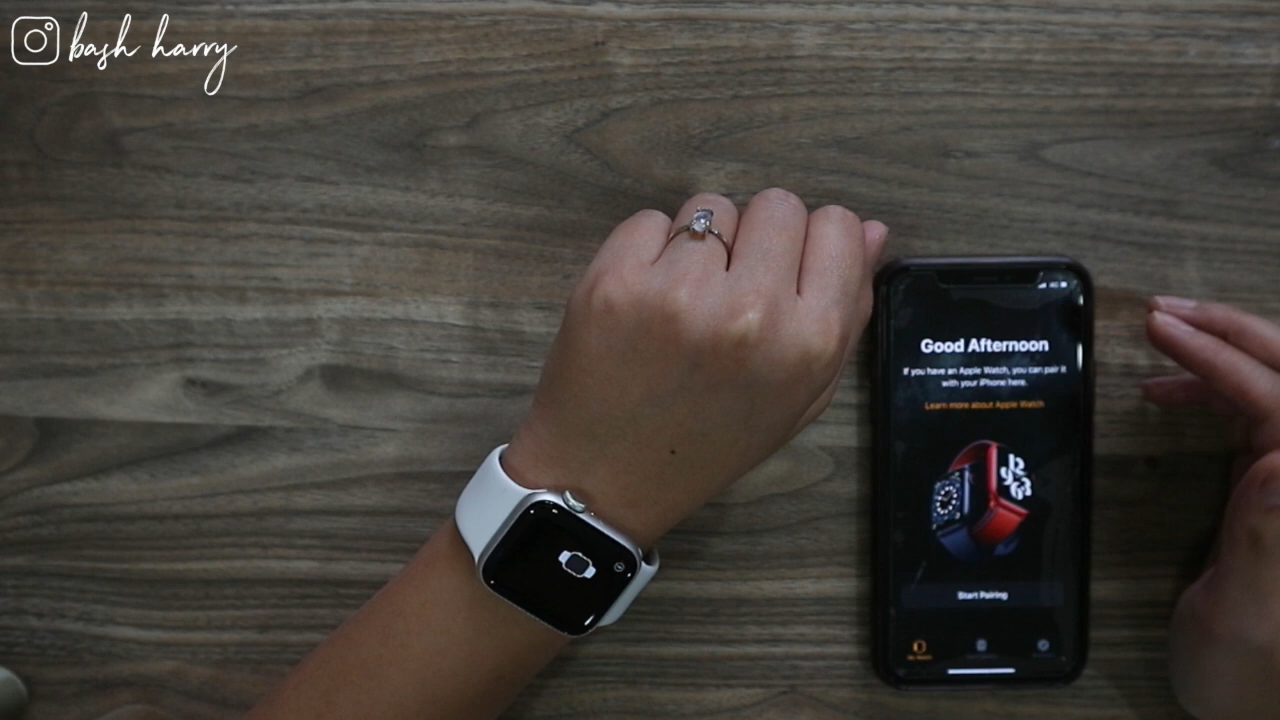 bash harry
Good Afternoon
If you have an Apple Watch, you can pair it
with your iPhone here.
Learn more about Apple Watch
Start Pairing